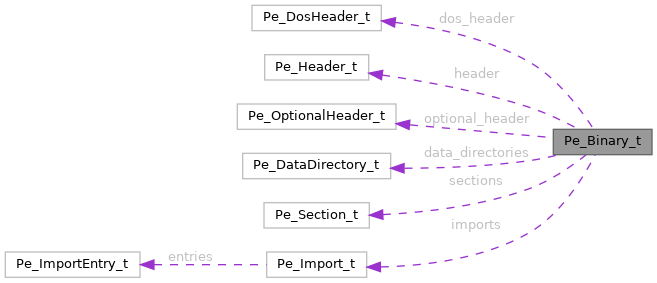 Pe_DosHeader_t
dos_header
Pe_Header_t
header
Pe_OptionalHeader_t
optional_header
Pe_Binary_t
Pe_DataDirectory_t
data_directories
sections
Pe_Section_t
imports
Pe_ImportEntry_t
entries
Pe_Import_t